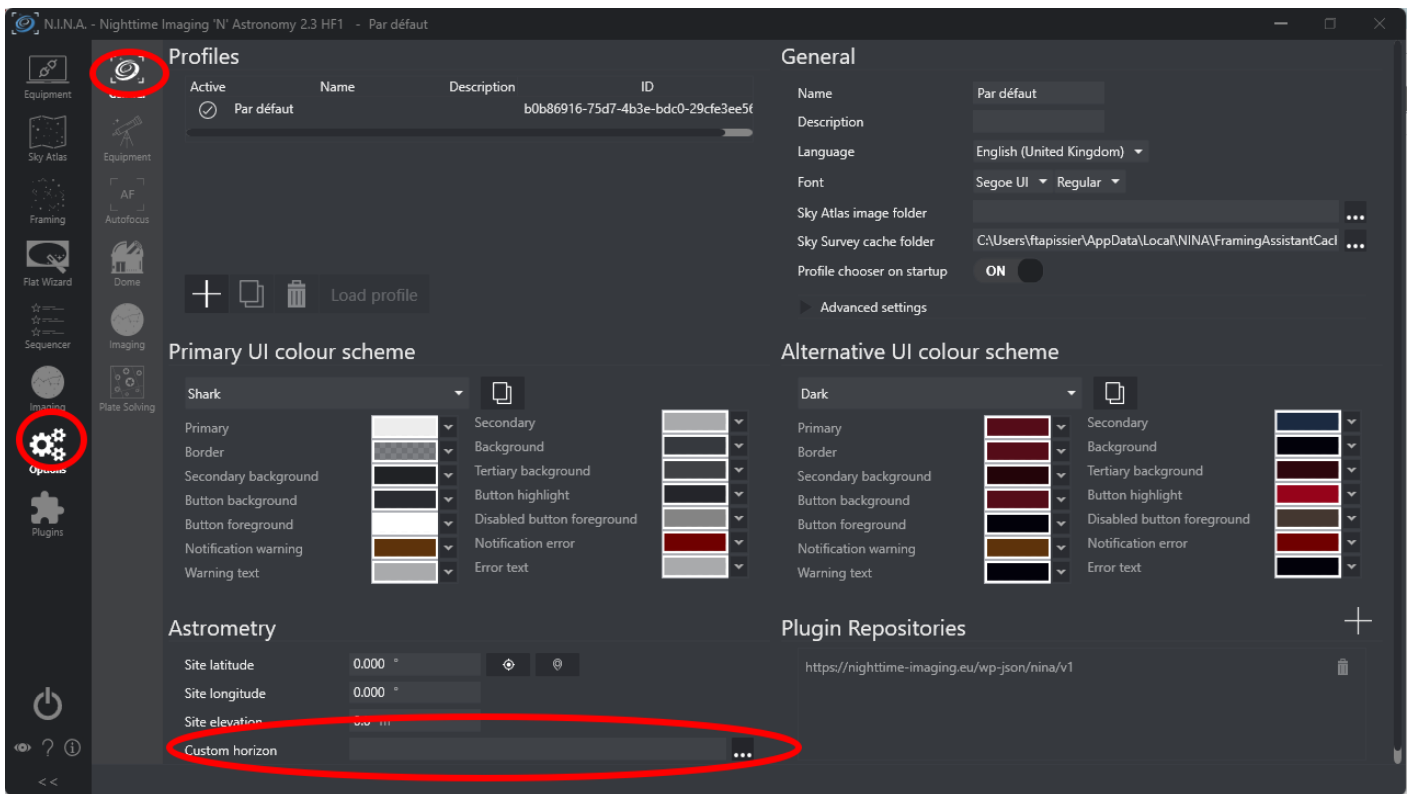 N.I.N.A. - Nighttime Imaging 'N' Astronomy 2.3 HF1 - Par défaut
Equipment
Sky Atlas
Framing
Flat Wizard
Sequencer
Imaging
Options
Plugins
?
<<
Equipment
AF
Autofocus
Dome
Imaging
Plate Solving
Profiles
Active Name Description ID
Par défaut b0b86916-75d7-4b3e-bdc0-29cfe3ee56
Load profile
General
Name Par défaut
Description
Language English (United Kingdom)
Font Segoe UI Regular
Sky Atlas image folder ...
Sky Survey cache folder C:\Users\ftapissier\AppData\Local\NINA\FramingAssistantCacl ...
Profile chooser on startup ON
Advanced settings
Primary UI colour scheme
Shark
Primary Secondary
Border Background
Secondary background Tertiary background
Button background Button highlight
Button foreground Disabled button foreground
Notification warning Notification error
Warning text Error text
Alternative UI colour scheme
Dark
Primary Secondary
Border Background
Secondary background Tertiary background
Button background Button highlight
Button foreground Disabled button foreground
Notification warning Notification error
Warning text Error text
Astrometry
Site latitude 0.000 °
Site longitude 0.000 °
Site elevation 0.0 m
Custom horizon ...
Plugin Repositories
https://nighttime-imaging.eu/wp-json/nina/v1